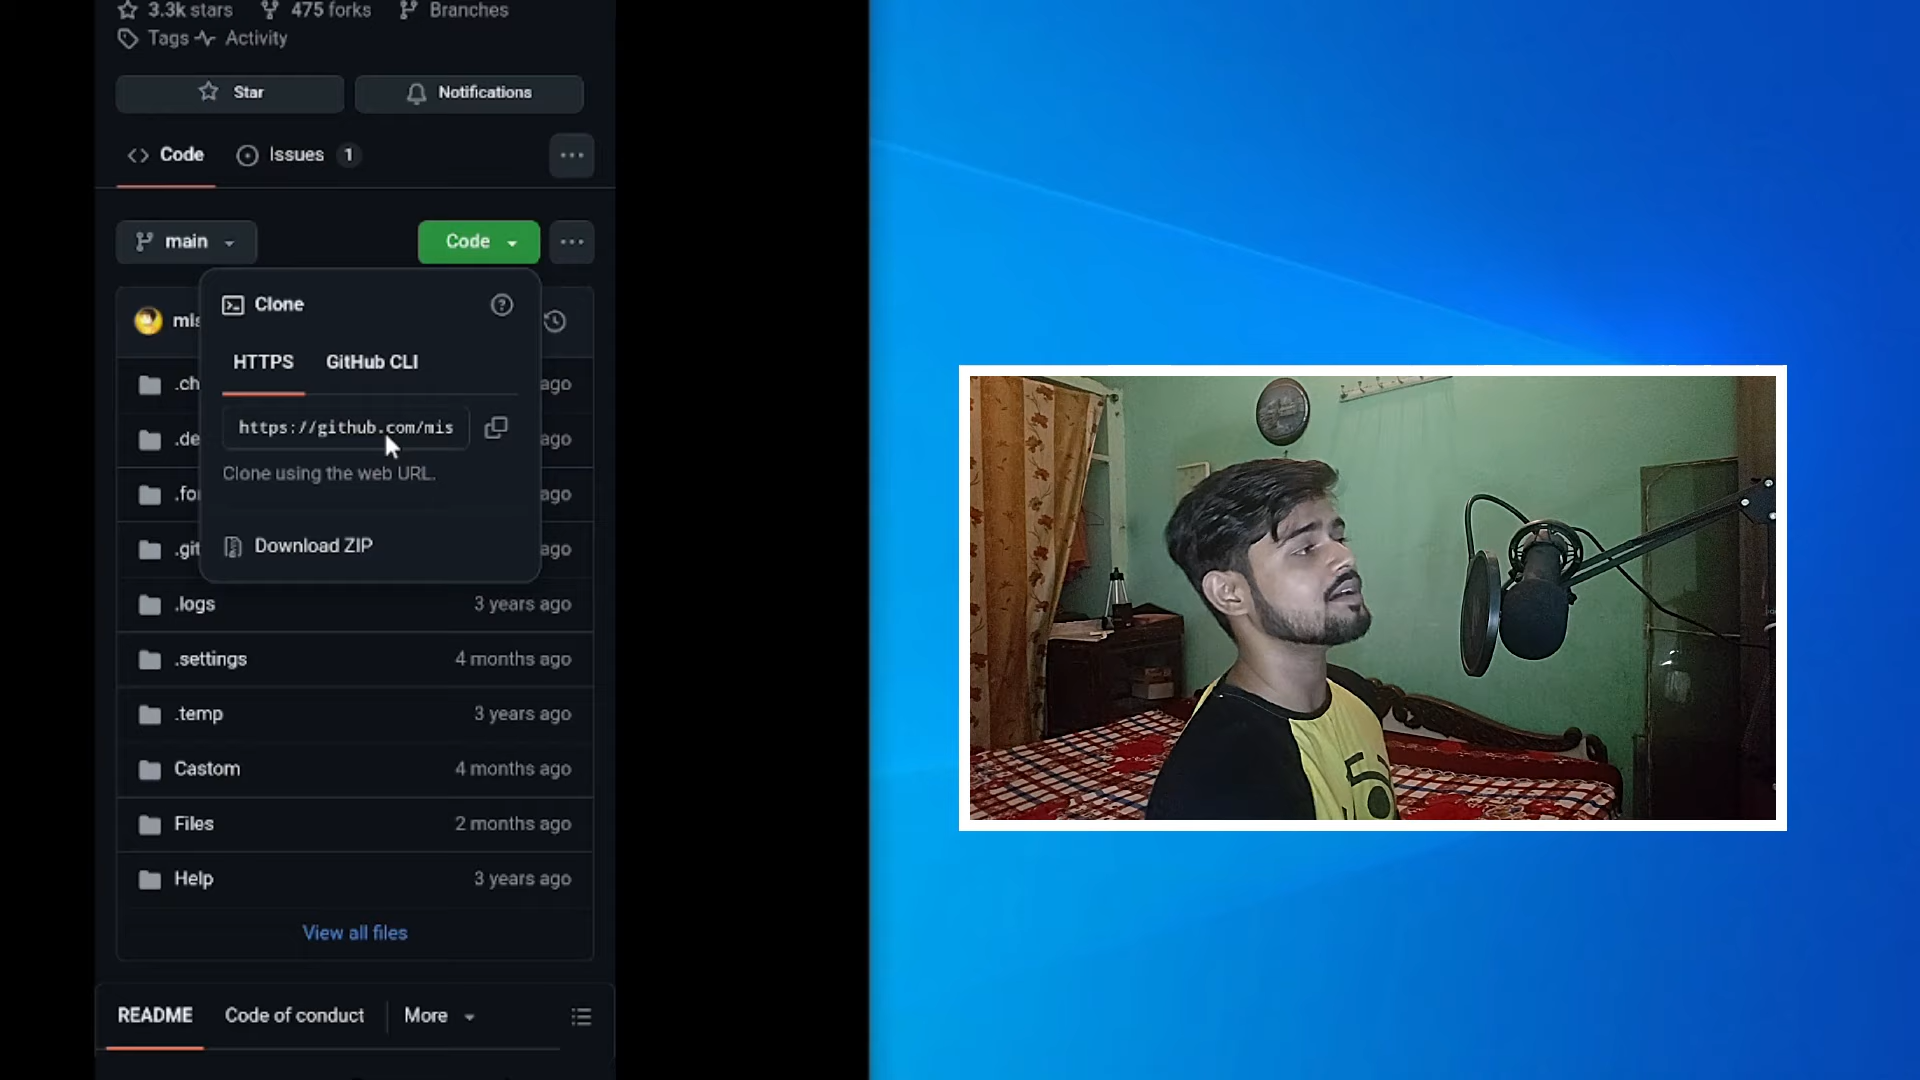 3.3k stars 475 forks Branches
Tags Activity
Star Notifications
Code Issues 1
main Code
Clone
HTTPS GitHub CLI
https://github.com/mis
Clone using the web URL.
Download ZIP
ago
.ch ago
.de ago
.git ago
.logs 3 years ago
.settings 4 months ago
.temp 3 years ago
Castom 4 months ago
Files 2 months ago
Help 3 years ago
View all files
README Code of conduct More